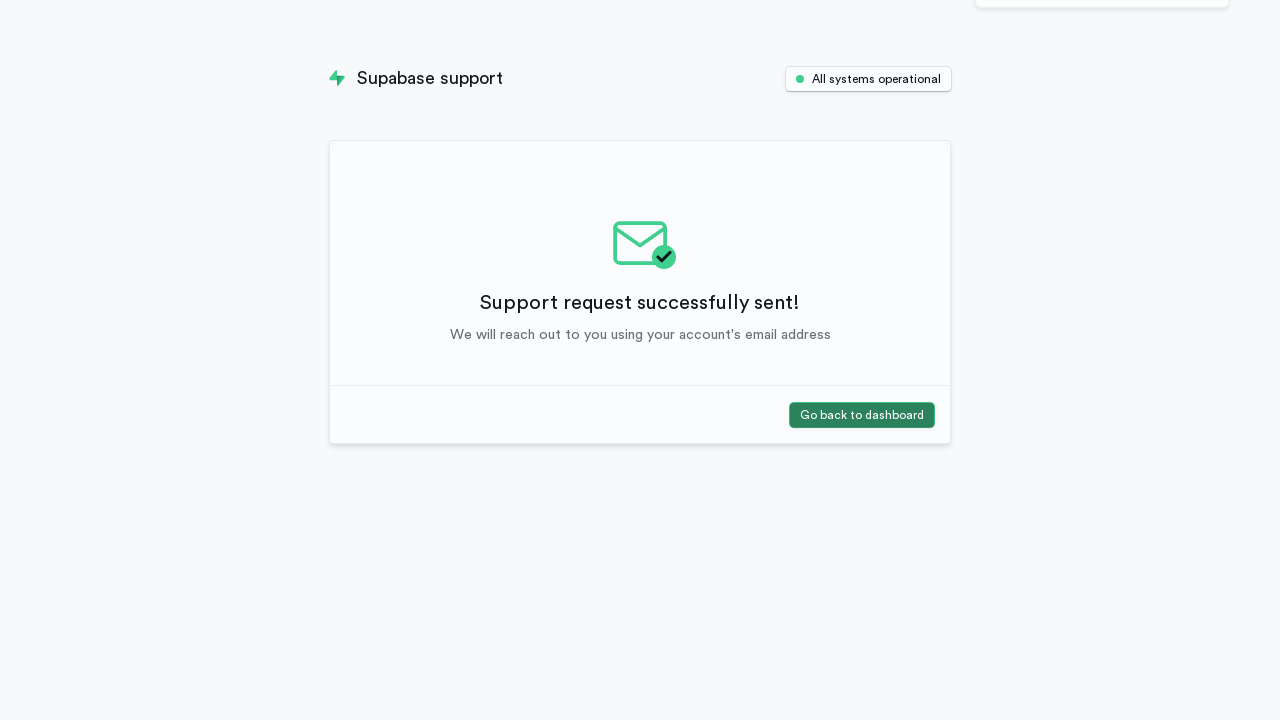 Supabase support
All systems operational
Support request successfully sent!
We will reach out to you using your account's email address
Go back to dashboard